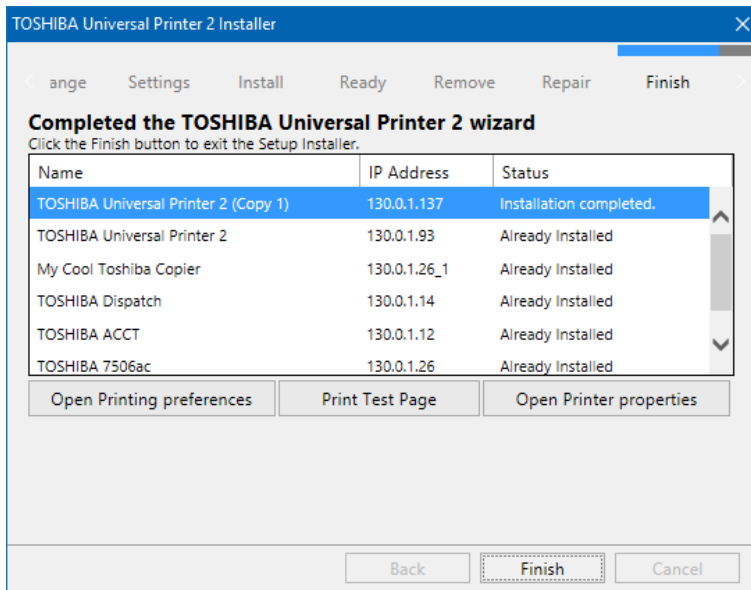 TOSHIBA Universal Printer 2 Installer
ange Settings Install Ready Remove Repair Finish
Completed the TOSHIBA Universal Printer 2 wizard
Click the Finish button to exit the Setup Installer.
Name IP Address Status
TOSHIBA Universal Printer 2 (Copy 1) 130.0.1.137 Installation completed.
TOSHIBA Universal Printer 2 130.0.1.93 Already Installed
My Cool Toshiba Copier 130.0.1.26_1 Already Installed
TOSHIBA Dispatch 130.0.1.14 Already Installed
TOSHIBA ACCT 130.0.1.12 Already Installed
TOSHIBA 7506ac 130.0.1.26 Already Installed
Open Printing preferences Print Test Page Open Printer properties
Back Finish Cancel